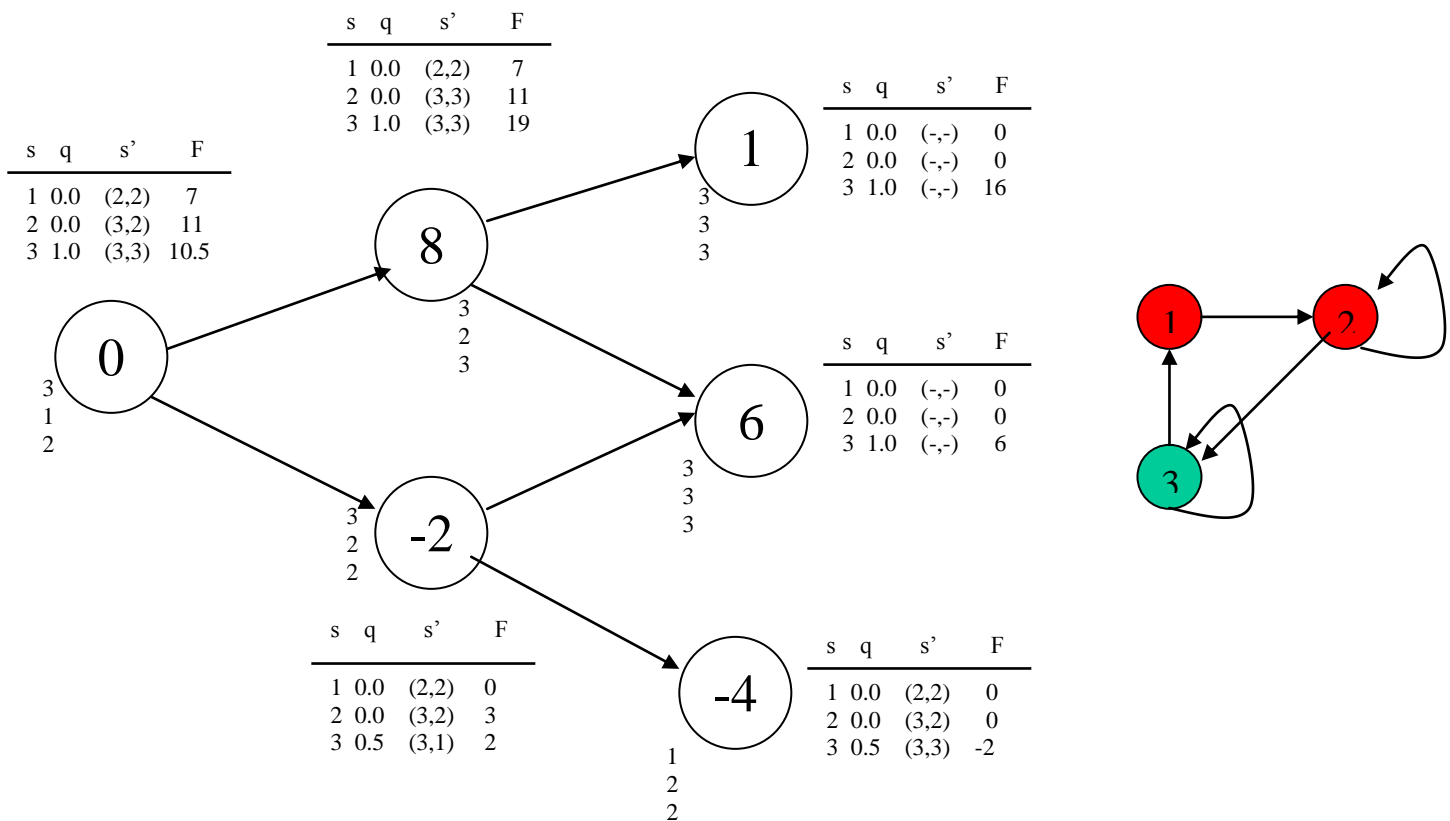 s q s’ F
1 0.0 (2,2) 7
2 0.0 (3,3) 11
3 1.0 (3,3) 19
s q s’ F
1 0.0 (2,2) 7
2 0.0 (3,2) 11
3 1.0 (3,3) 10.5
s q s’ F
1 0.0 (-,-) 0
2 0.0 (-,-) 0
3 1.0 (-,-) 16
1
3
3
3
8
3
2
3
0
3
1
2
s q s’ F
1 0.0 (-,-) 0
2 0.0 (-,-) 0
3 1.0 (-,-) 6
6
3
3
3
-2
3
2
2
s q s’ F
1 0.0 (2,2) 0
2 0.0 (3,2) 3
3 0.5 (3,1) 2
s q s’ F
1 0.0 (2,2) 0
2 0.0 (3,2) 0
3 0.5 (3,3) -2
-4
1
2
2
1
2
3